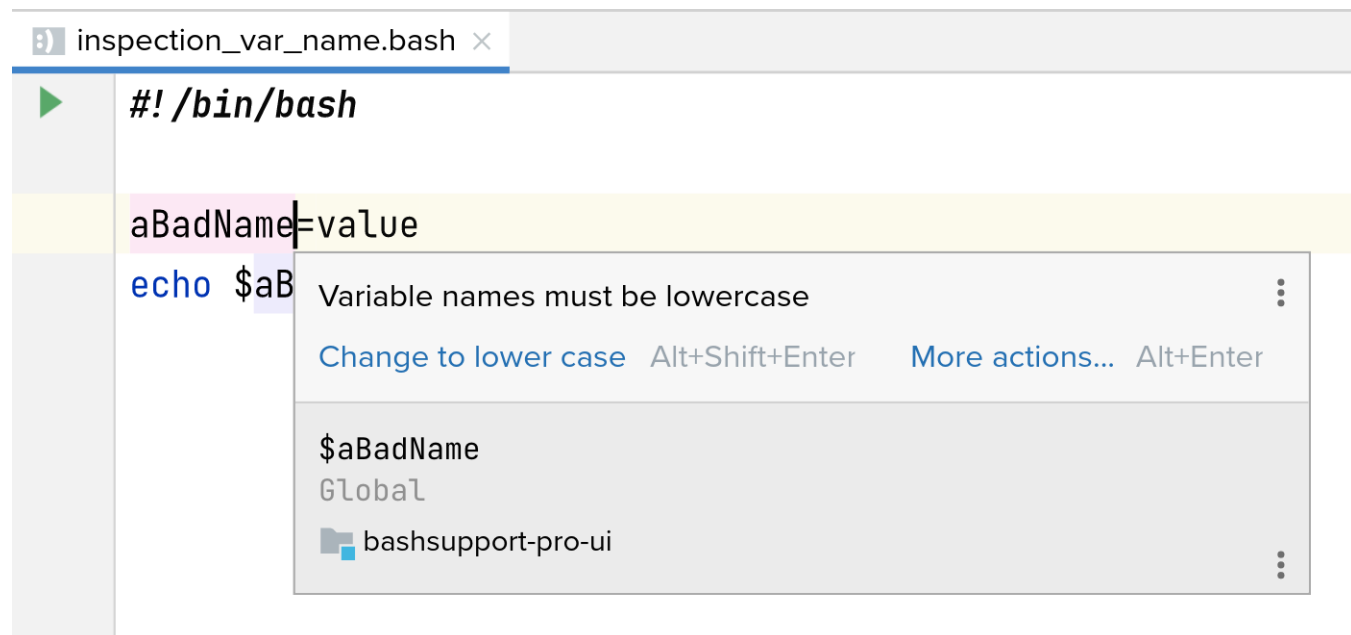 inspection_var_name.bash
#!/bin/bash
aBadName=value
echo $aB
Variable names must be lowercase
Change to lower case Alt+Shift+Enter More actions... Alt+Enter
$aBadName
Global
bashsupport-pro-ui